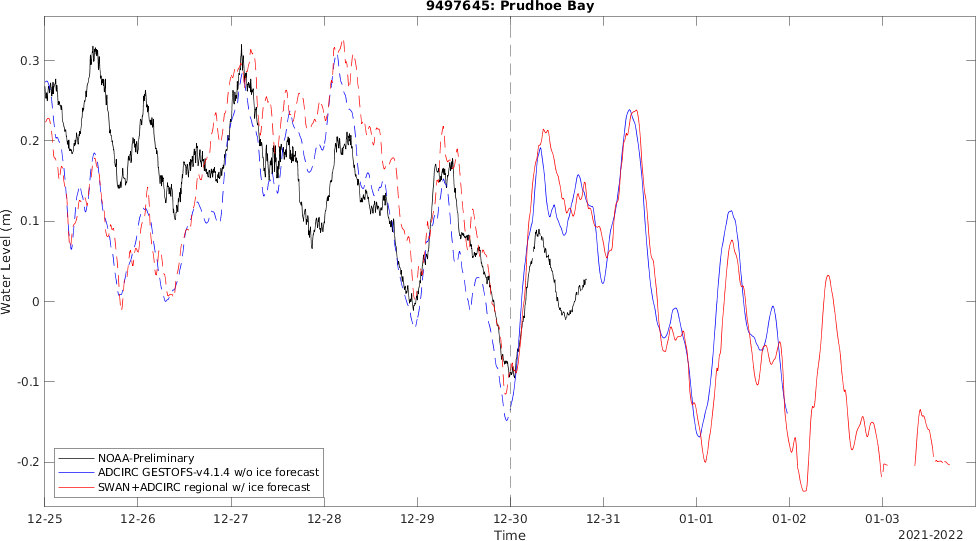 9497645: Prudhoe Bay
Water Level (m)
0.3
0.2
0.1
0
-0.1
-0.2
NOAA-Preliminary
ADCIRC GESTOFS-v4.1.4 w/o ice forecast
SWAN+ADCIRC regional w/ ice forecast
12-25 12-26 12-27 12-28 12-29 12-30 12-31 01-01 01-02 01-03
Time
2021-2022